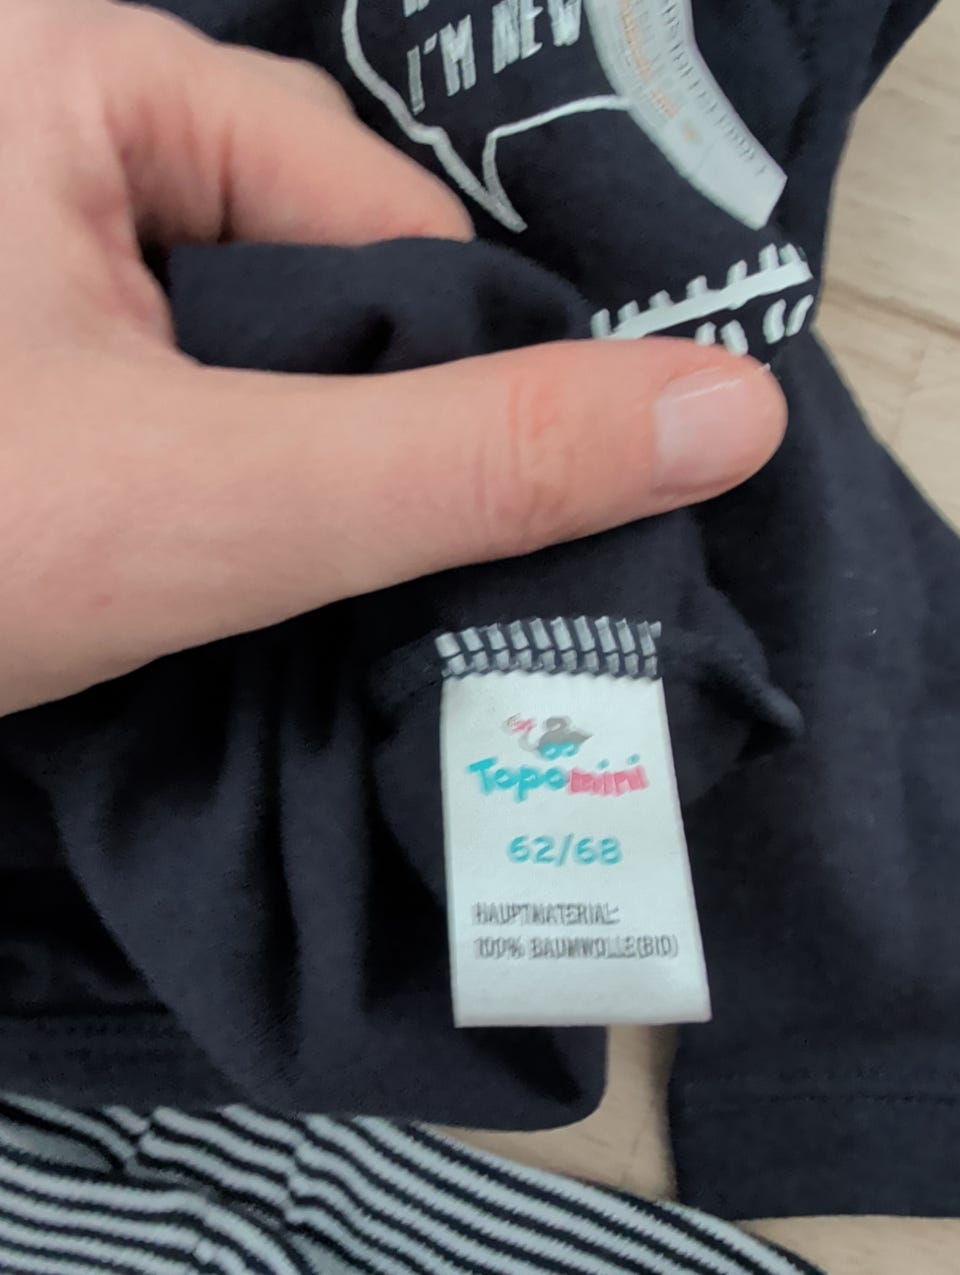 I'M NEW
Topomini
62/68
HAUPTMATERIAL:
100% BAUMWOLLE(BIO)